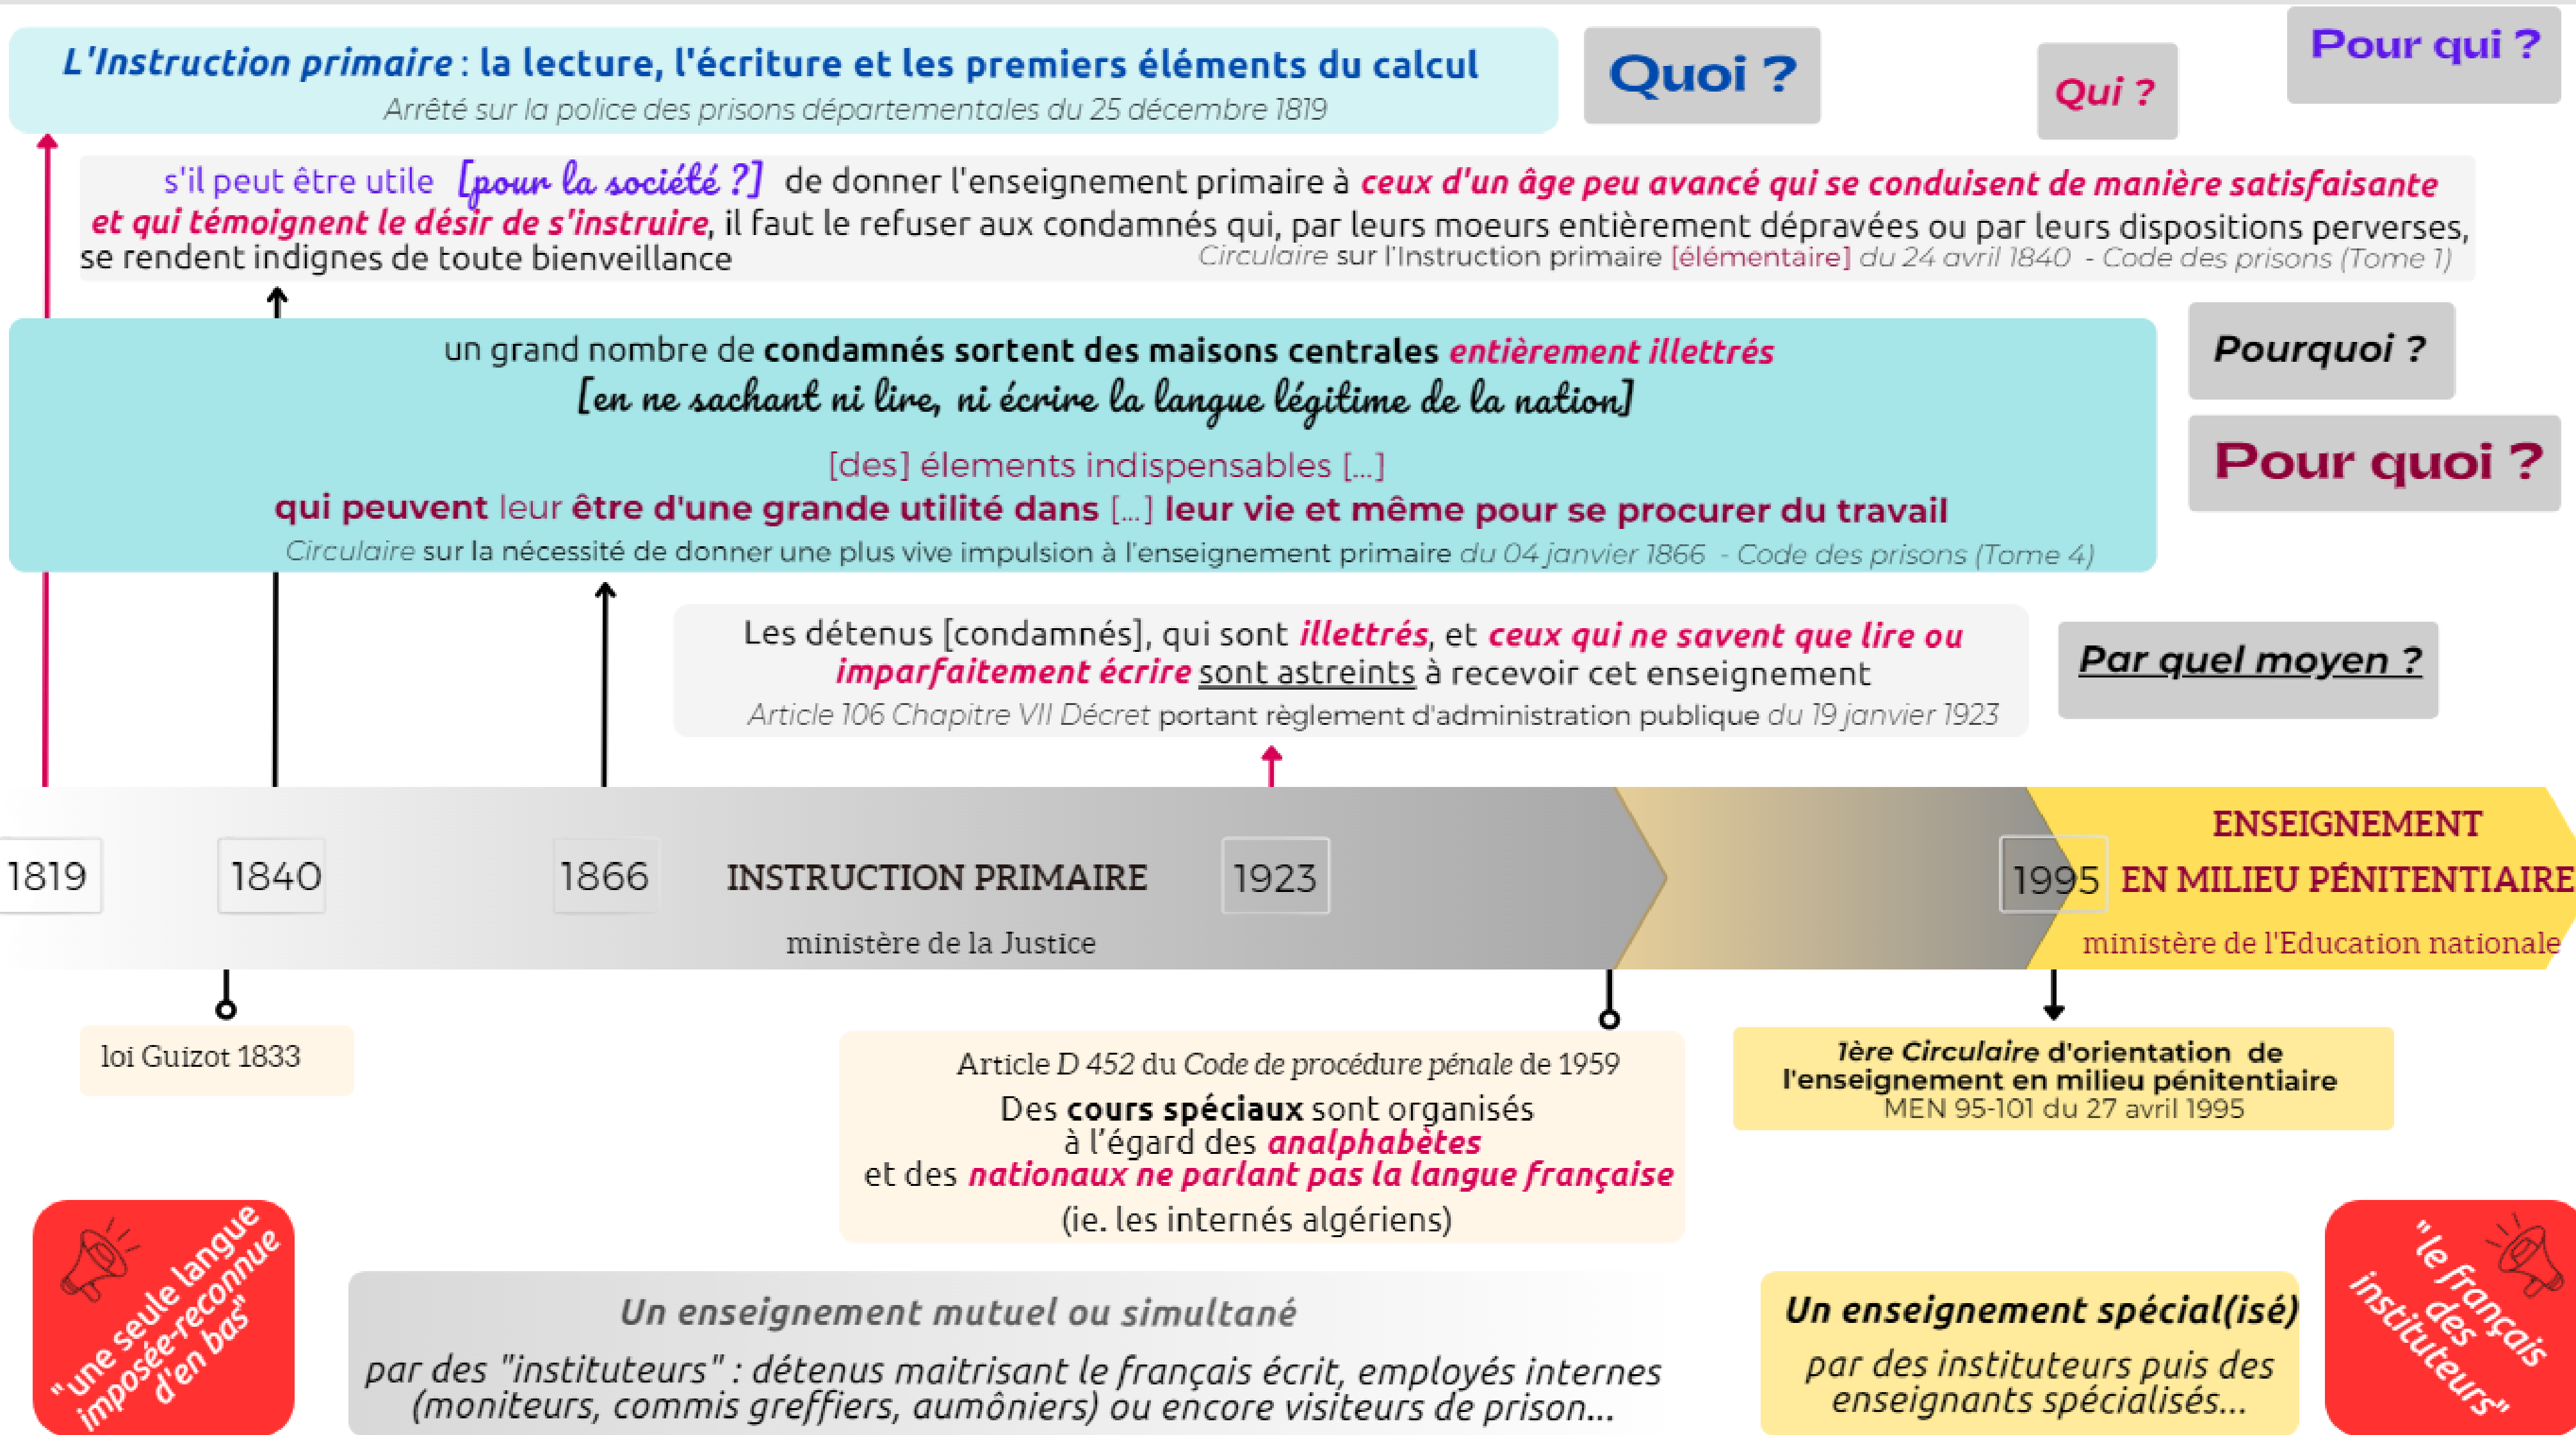 L'Instruction primaire : la lecture, l'écriture et les premiers éléments du calcul
Arrêté sur la police des prisons départementales du 25 décembre 1819
Quoi ?
Qui ?
Pour qui ?
s'il peut être utile [pour la société ?] de donner l'enseignement primaire à ceux d'un âge peu avancé qui se conduisent de manière satisfaisante
et qui témoignent le désir de s'instruire, il faut le refuser aux condamnés qui, par leurs moeurs entièrement dépravées ou par leurs dispositions perverses,
se rendent indignes de toute bienveillance
Circulaire sur l'Instruction primaire [élémentaire] du 24 avril 1840 - Code des prisons (Tome 1)
un grand nombre de condamnés sortent des maisons centrales entièrement illettrés
[en ne sachant ni lire, ni écrire la langue légitime de la nation]
[des] élements indispensables [...]
qui peuvent leur être d'une grande utilité dans [...] leur vie et même pour se procurer du travail
Circulaire sur la nécessité de donner une plus vive impulsion à l'enseignement primaire du 04 janvier 1866 - Code des prisons (Tome 4)
Pourquoi ?
Pour quoi ?
Les détenus [condamnés], qui sont illettrés, et ceux qui ne savent que lire ou
imparfaitement écrire sont astreints à recevoir cet enseignement
Article 106 Chapitre VII Décret portant règlement d'administration publique du 19 janvier 1923
Par quel moyen ?
1819
1840
1866
INSTRUCTION PRIMAIRE
ministère de la Justice
1923
1995
ENSEIGNEMENT
EN MILIEU PÉNITENTIAIRE
ministère de l'Education nationale
loi Guizot 1833
Article D 452 du Code de procédure pénale de 1959
Des cours spéciaux sont organisés
à l'égard des analphabètes
et des nationaux ne parlant pas la langue française
(ie. les internés algériens)
1ère Circulaire d'orientation de
l'enseignement en milieu pénitentiaire
MEN 95-101 du 27 avril 1995
"une seule langue
imposée-reconnue
d'en bas"
Un enseignement mutuel ou simultané
par des "instituteurs" : détenus maitrisant le français écrit, employés internes
(moniteurs, commis greffiers, aumôniers) ou encore visiteurs de prison...
Un enseignement spécial(isé)
par des instituteurs puis des
enseignants spécialisés...
"le français
des
instituteurs"